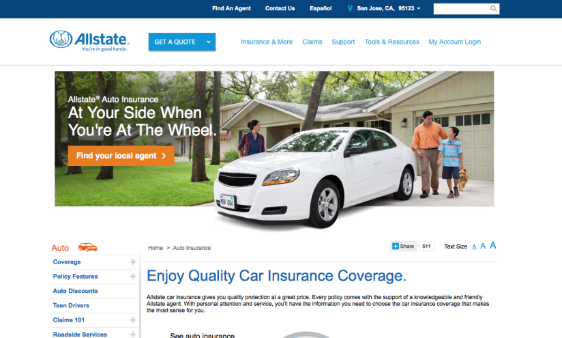 Find An Agent Contact Us Español San Jose, CA, 95123
Allstate.
You're in good hands.
GET A QUOTE
Insurance & More Claims Support Tools & Resources My Account Login
Allstate® Auto Insurance
At Your Side When
You're At The Wheel.
Find your local agent >
Auto
Home > Auto Insurance
Share 511 Text Size A A A
Coverage +
Policy Features +
Auto Discounts
Teen Drivers
Claims 101 +
Roadside Services +
Enjoy Quality Car Insurance Coverage.
Allstate car insurance gives you quality protection at a great price. Every policy comes with the support of a knowledgeable and friendly
Allstate agent. With personal attention and service, you'll have the information you need to choose the car insurance coverage that makes
the most sense for you.
See auto insurance